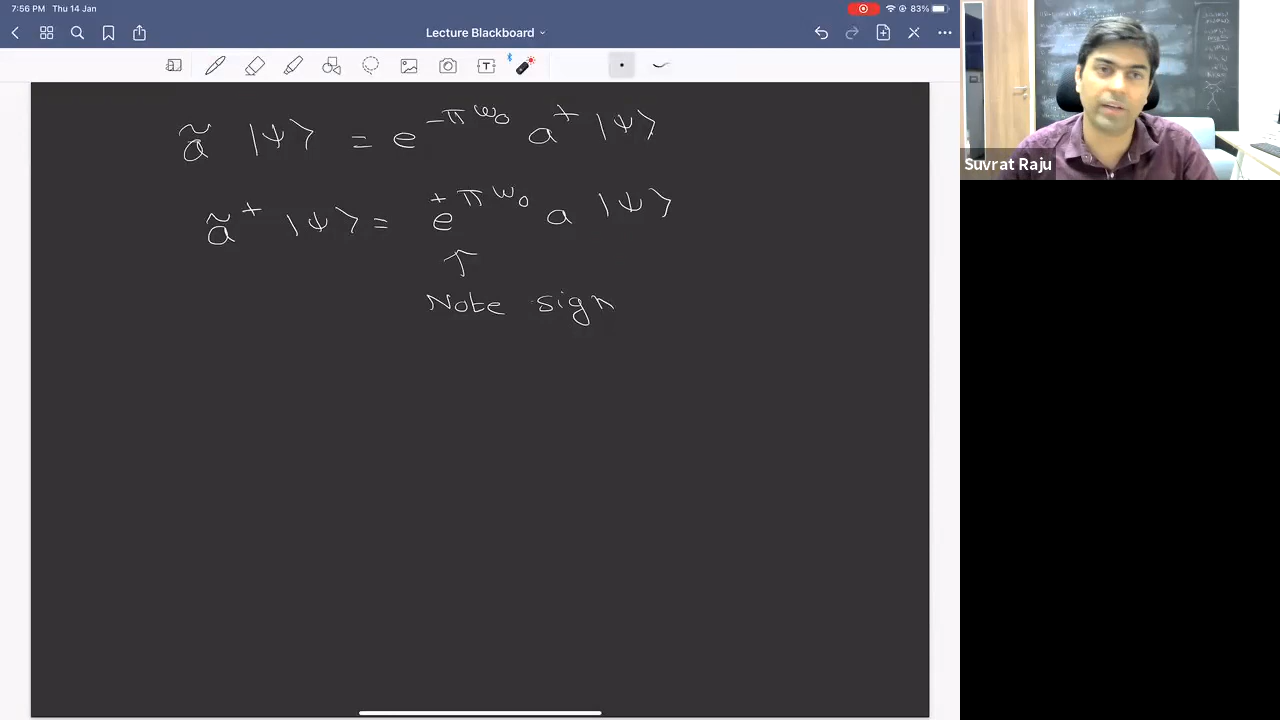 7:56 PM Thu 14 Jan
83%
Lecture Blackboard
ã |ψ⟩ = e^{-πω₀} a† |ψ⟩
ã† |ψ⟩ = e^{+πω₀} a |ψ⟩
↑
Note sign
Suvrat Raju